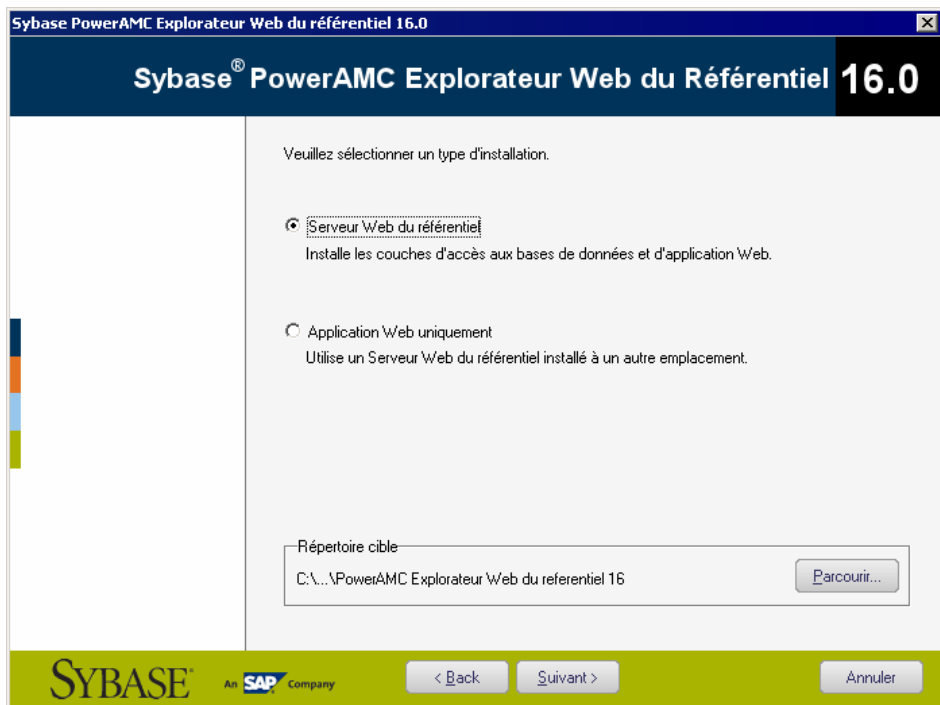 Sybase PowerAMC Explorateur Web du référentiel 16.0
Sybase® PowerAMC Explorateur Web du Référentiel 16.0
Veuillez sélectionner un type d'installation.
Serveur Web du référentiel
Installe les couches d'accès aux bases de données et d'application Web.
Application Web uniquement
Utilise un Serveur Web du référentiel installé à un autre emplacement.
Répertoire cible
C:\...\PowerAMC Explorateur Web du referentiel 16
Parcourir...
SYBASE® An SAP Company
< Back
Suivant >
Annuler